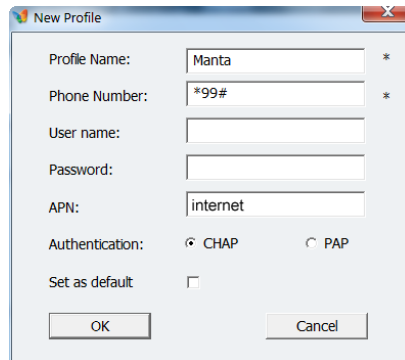 New Profile
Profile Name: Manta *
Phone Number: *99# *
User name:
Password:
APN: internet
Authentication: CHAP PAP
Set as default
OK Cancel